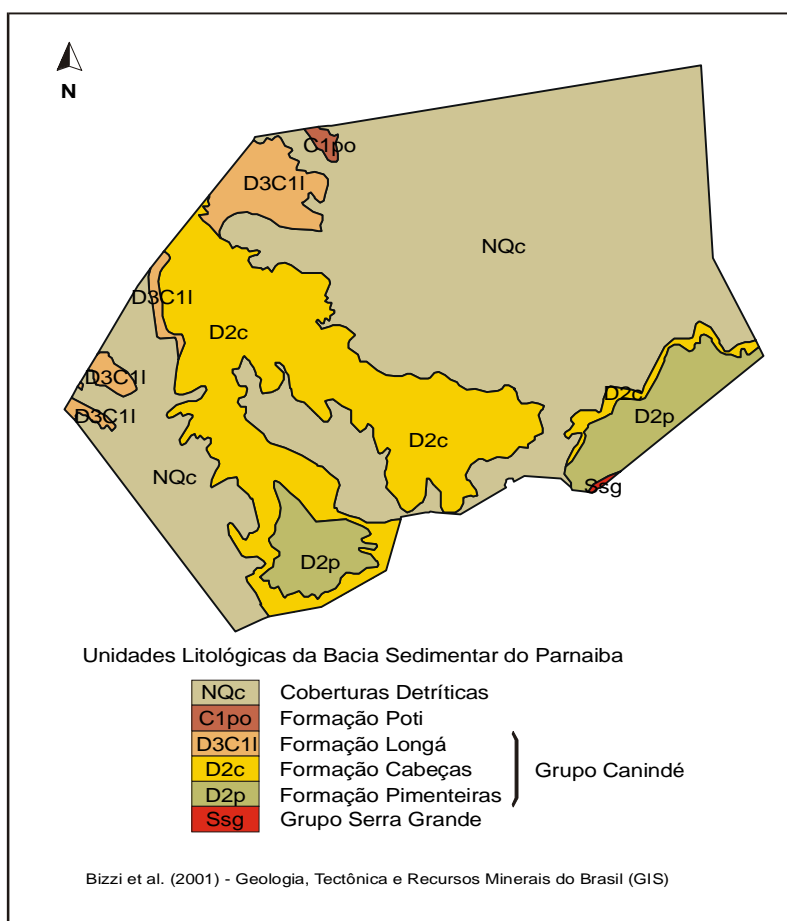 N
C1po
D3C1l
NQc
D3C1l
D2c
D3C1l
D2c
D3C1l
D2p
D2c
NQc
Ssg
D2p
Unidades Litológicas da Bacia Sedimentar do Parnaiba
NQc Coberturas Detríticas
C1po Formação Poti
D3C1l Formação Longá
D2c Formação Cabeças
Grupo Canindé
D2p Formação Pimenteiras
Ssg Grupo Serra Grande
Bizzi et al. (2001) - Geologia, Tectônica e Recursos Minerais do Brasil (GIS)